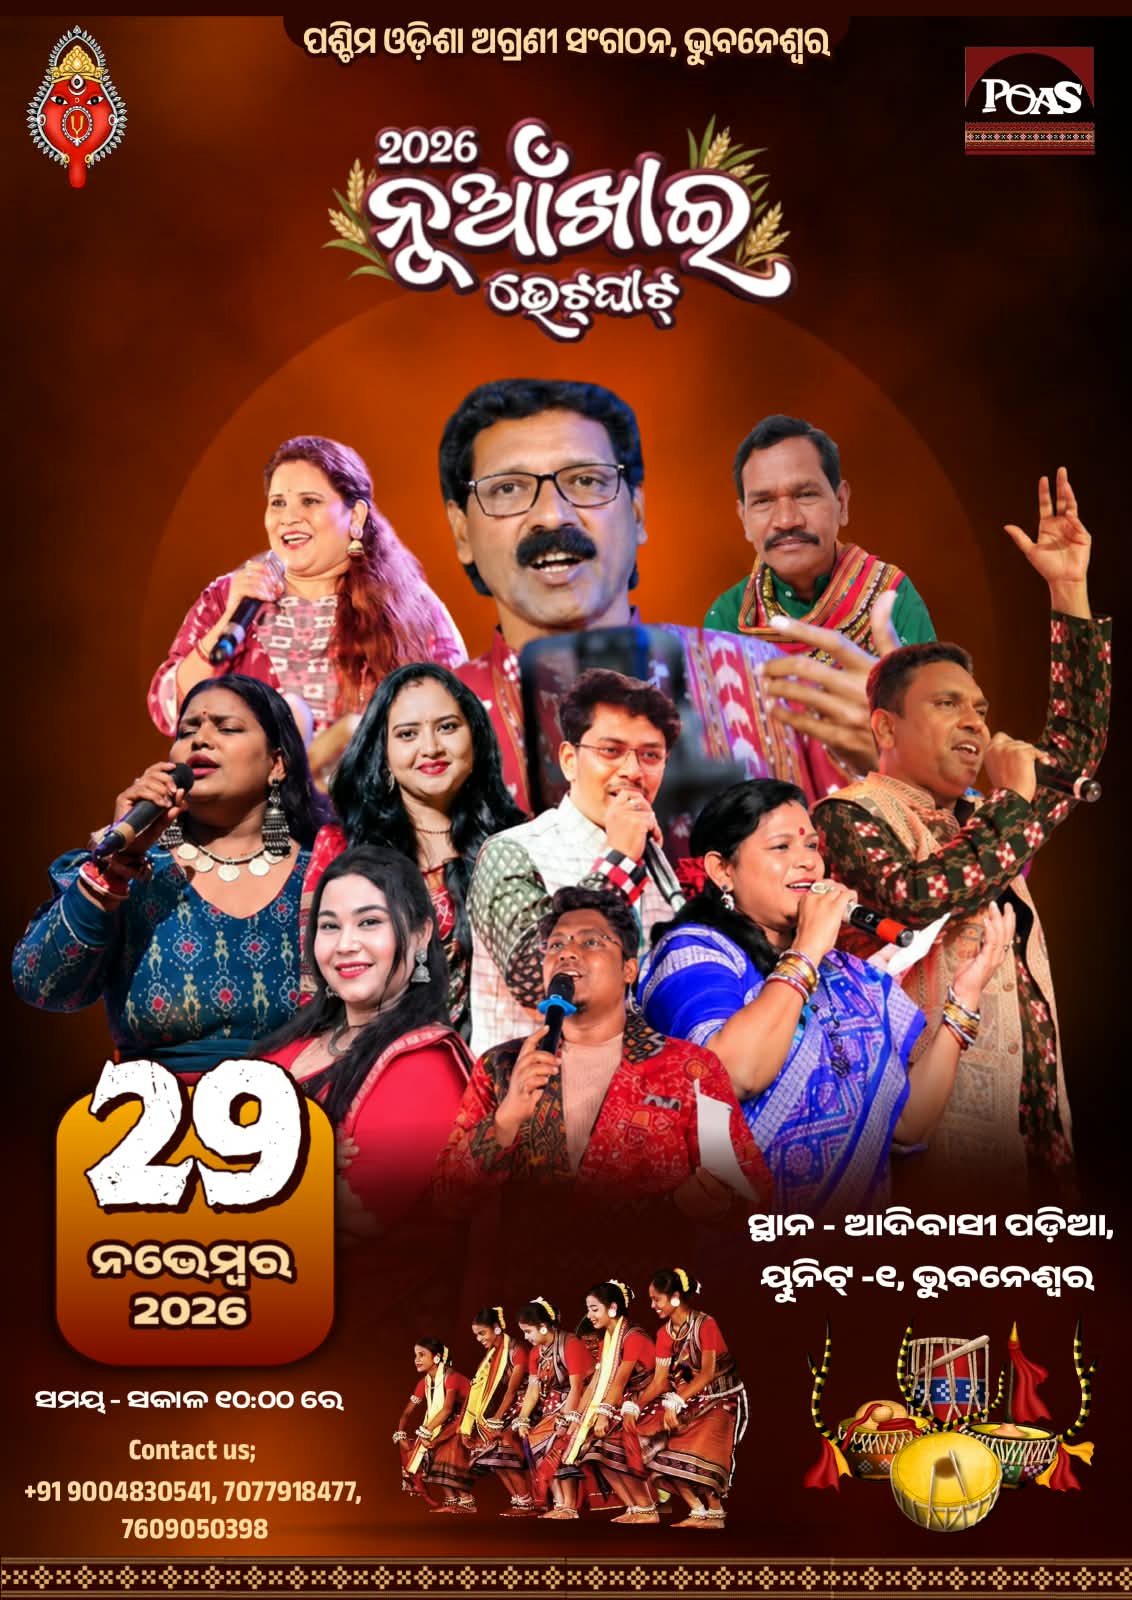 ପଶ୍ଚିମ ଓଡ଼ିଶା ଅଗ୍ରଣୀ ସଂଗଠନ, ଭୁବନେଶ୍ୱର
POAS
2026
ନୂଆଁଖାଇ
ଭେଟ୍‌ଘାଟ୍
29
ନଭେମ୍ବର
2026
ସ୍ଥାନ - ଆଦିବାସୀ ପଡ଼ିଆ,
ୟୁନିଟ୍ -୧, ଭୁବନେଶ୍ୱର
ସମୟ - ସକାଳ ୧୦:୦୦ ରେ
Contact us;
+91 9004830541, 7077918477,
7609050398